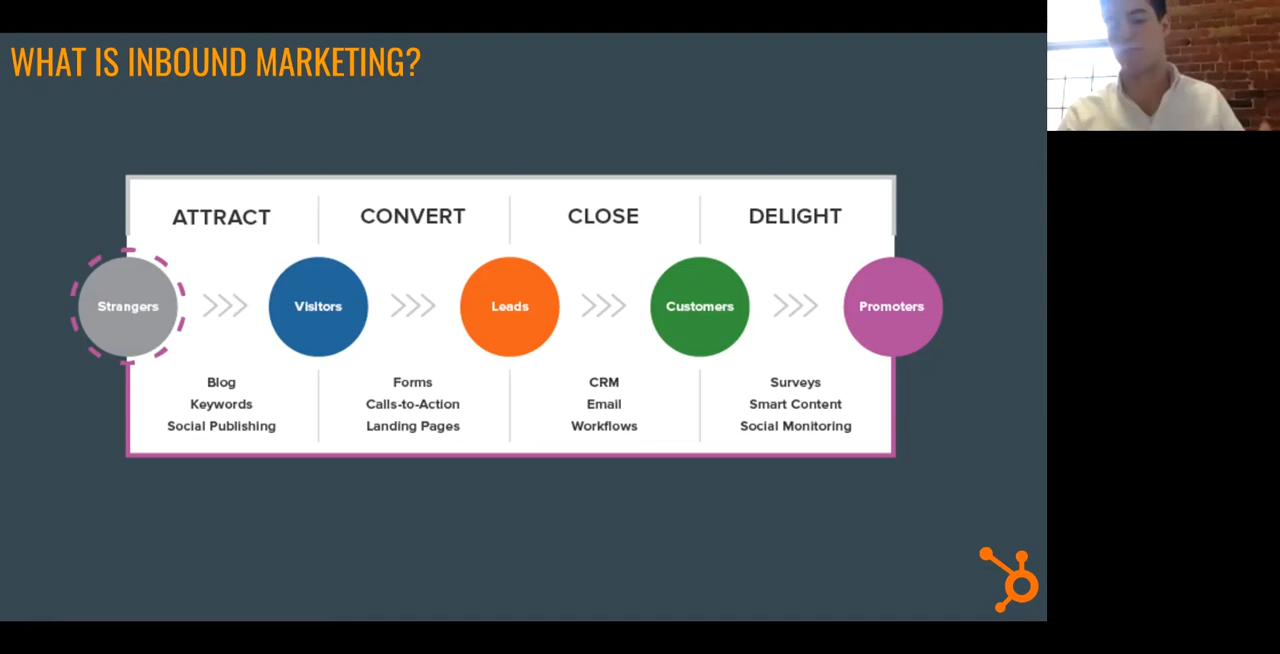 WHAT IS INBOUND MARKETING?
ATTRACT
CONVERT
CLOSE
DELIGHT
Strangers
Visitors
Leads
Customers
Promoters
Blog
Keywords
Social Publishing
Forms
Calls-to-Action
Landing Pages
CRM
Email
Workflows
Surveys
Smart Content
Social Monitoring